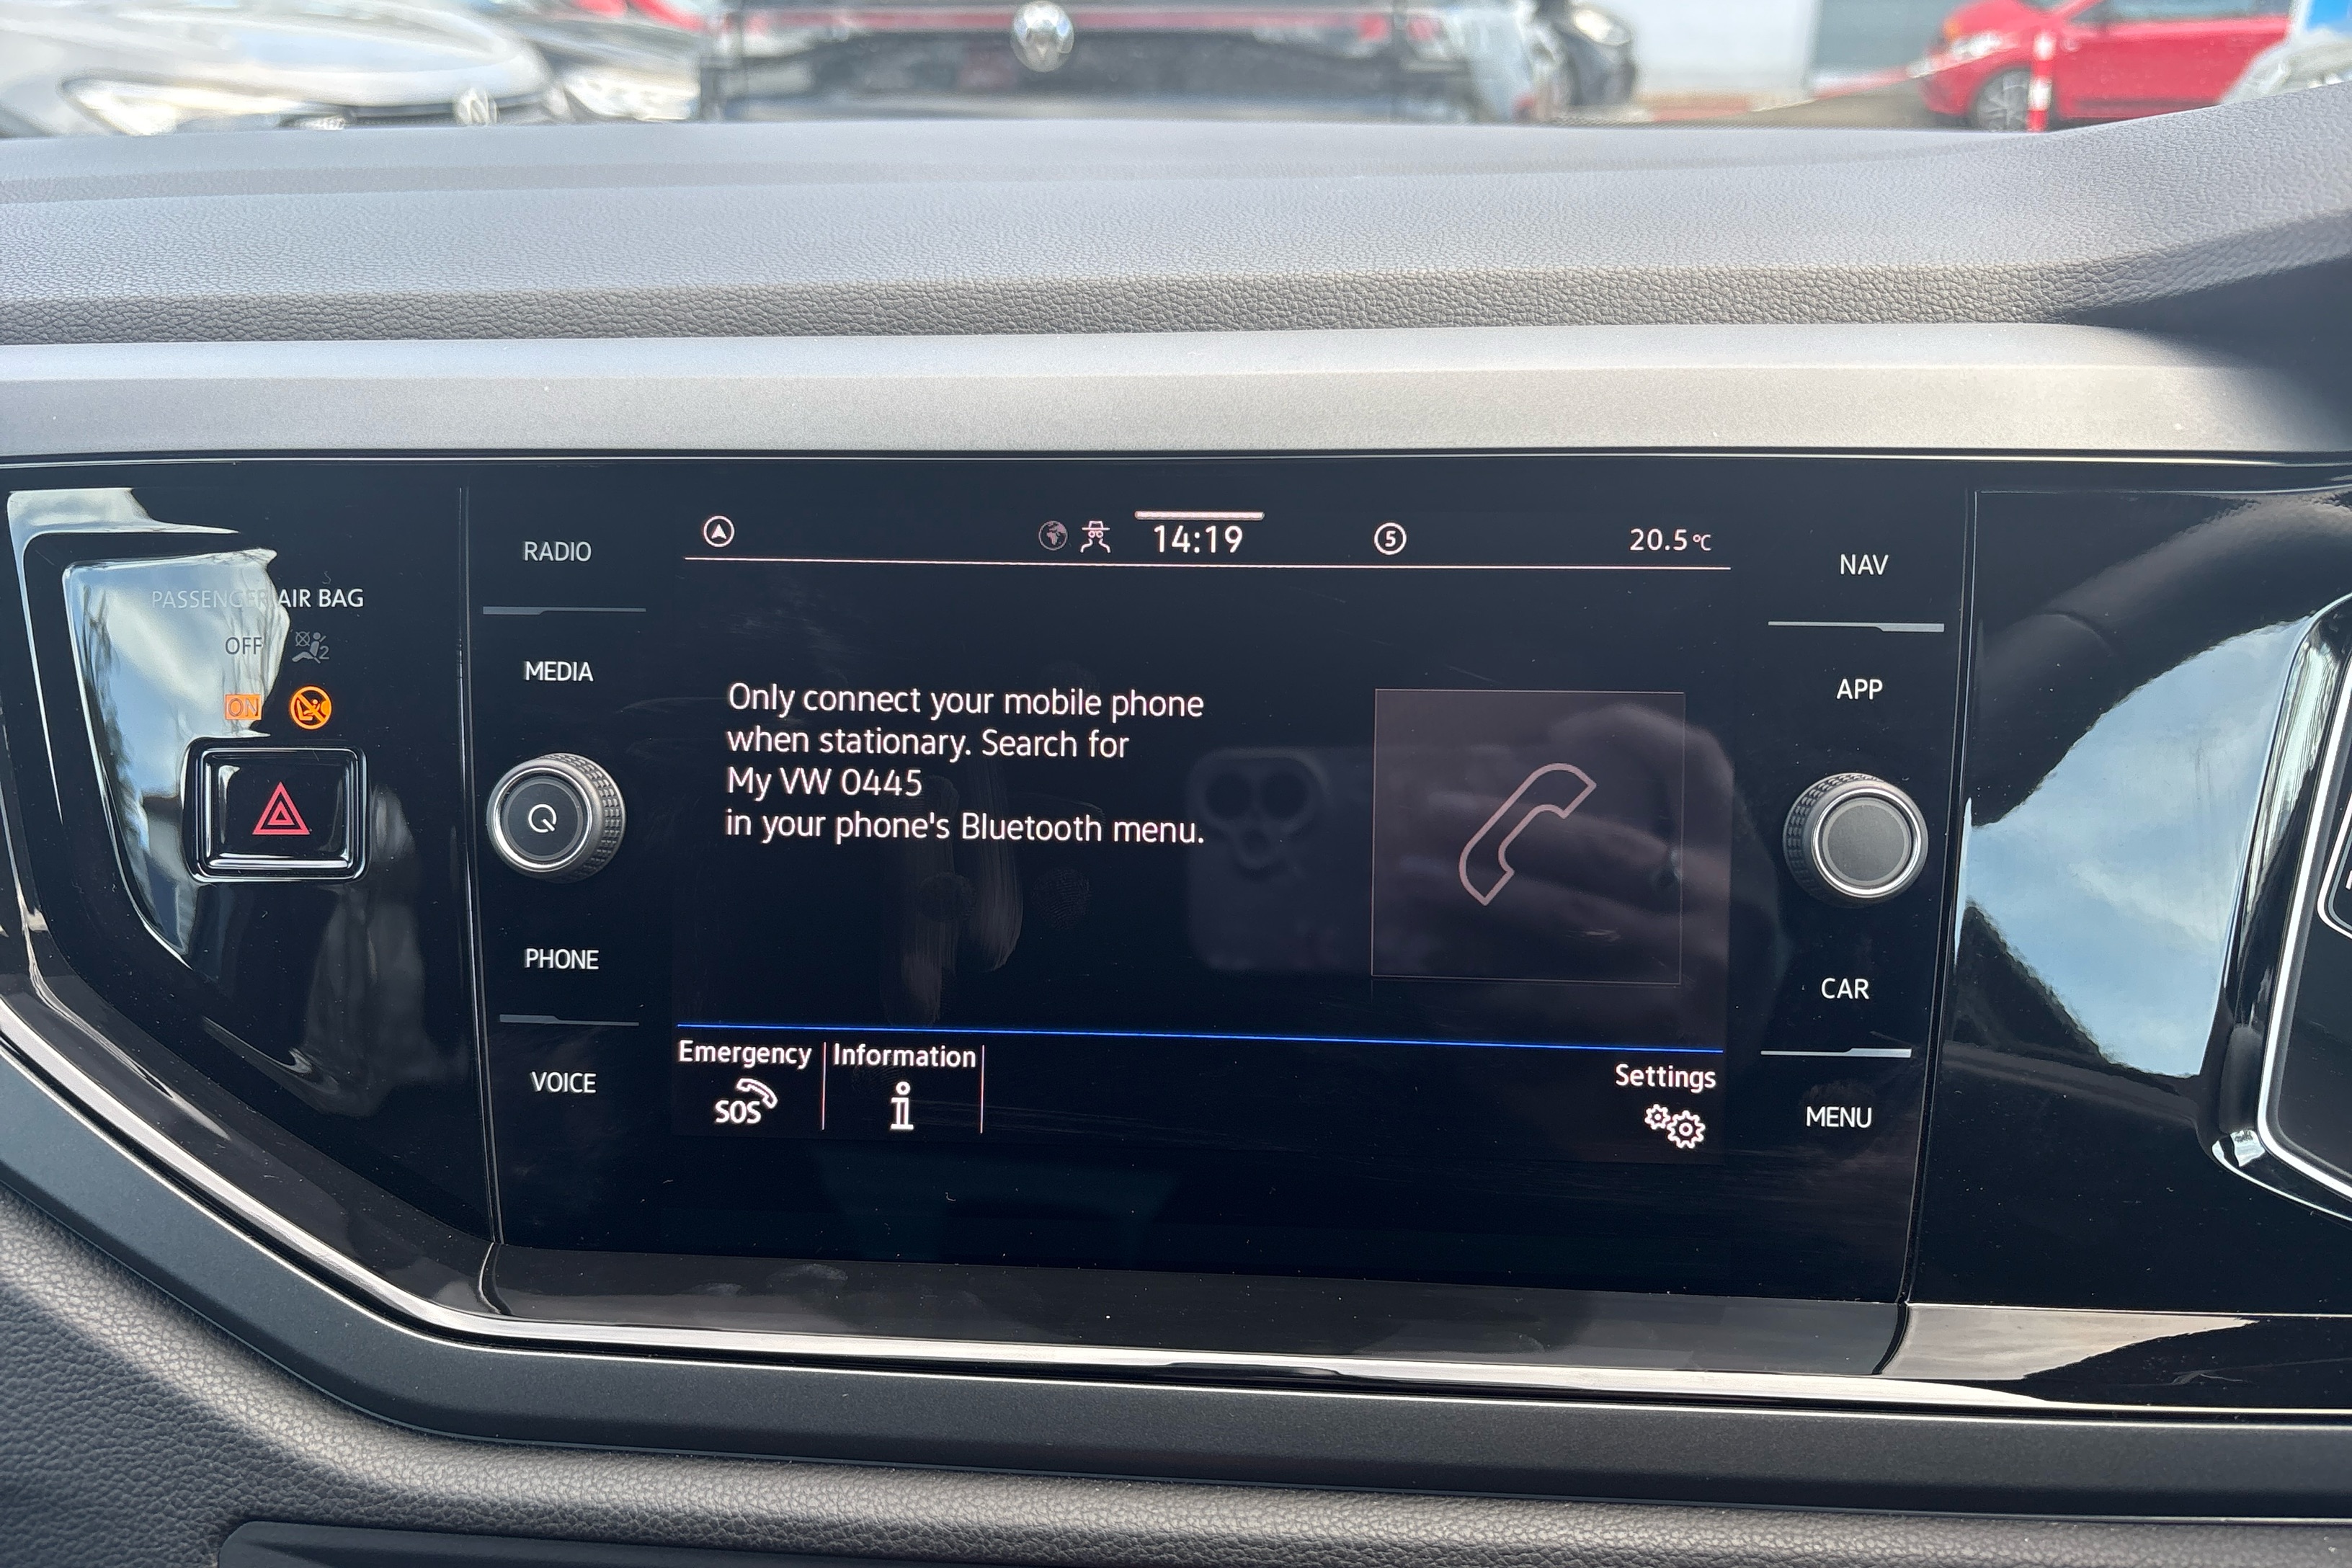 14:19
5
20.5°C
PASSENGER AIR BAG
OFF
2
ON
RADIO
MEDIA
PHONE
VOICE
Only connect your mobile phone
when stationary. Search for
My VW 0445
in your phone's Bluetooth menu.
Emergency
SOS
Information
i
Settings
NAV
APP
CAR
MENU